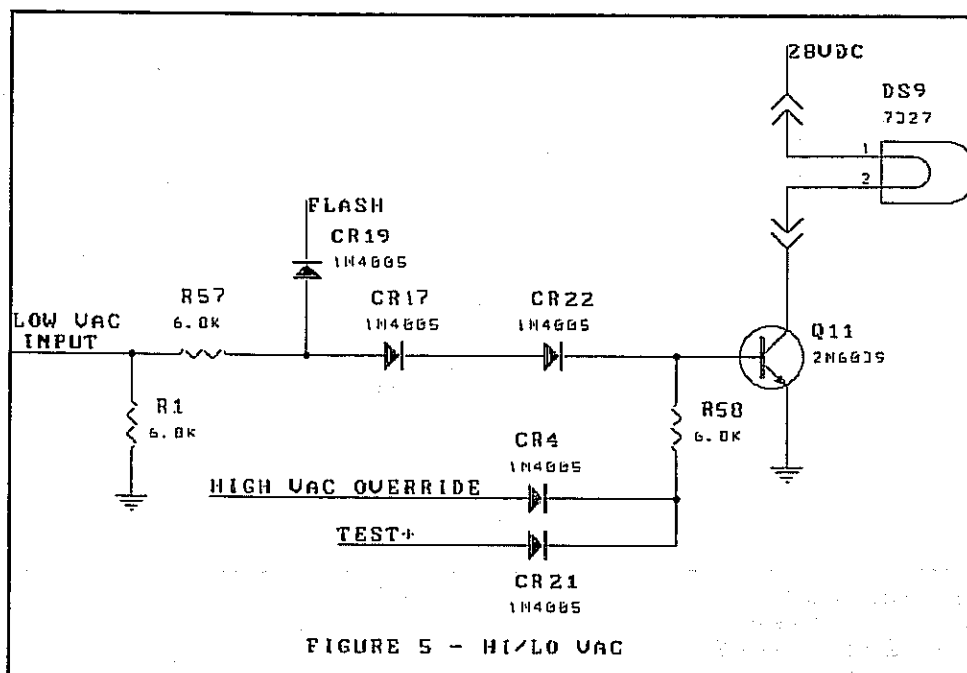 28VDC
DS9
7327
1
2
FLASH
CR19
1N4005
R57
6.8K
CR17
1N4005
CR22
1N4005
LOW VAC
INPUT
Q11
2N6039
R1
6.8K
R58
6.8K
CR4
1N4005
HIGH VAC OVERRIDE
TEST+
CR21
1N4005
FIGURE 5 - HI/LO VAC